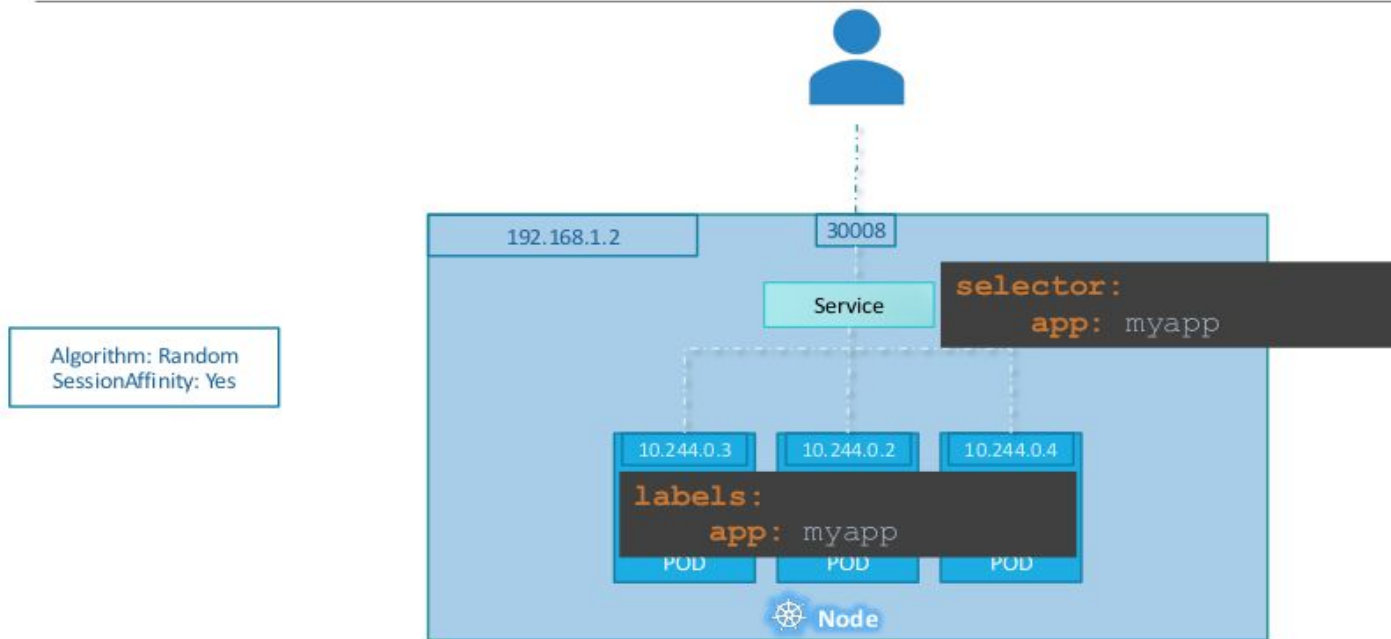 192.168.1.2
30008
Service
selector:
app: myapp
Algorithm: Random
SessionAffinity: Yes
10.244.0.3
10.244.0.2
10.244.0.4
labels:
app: myapp
POD
POD
POD
Node